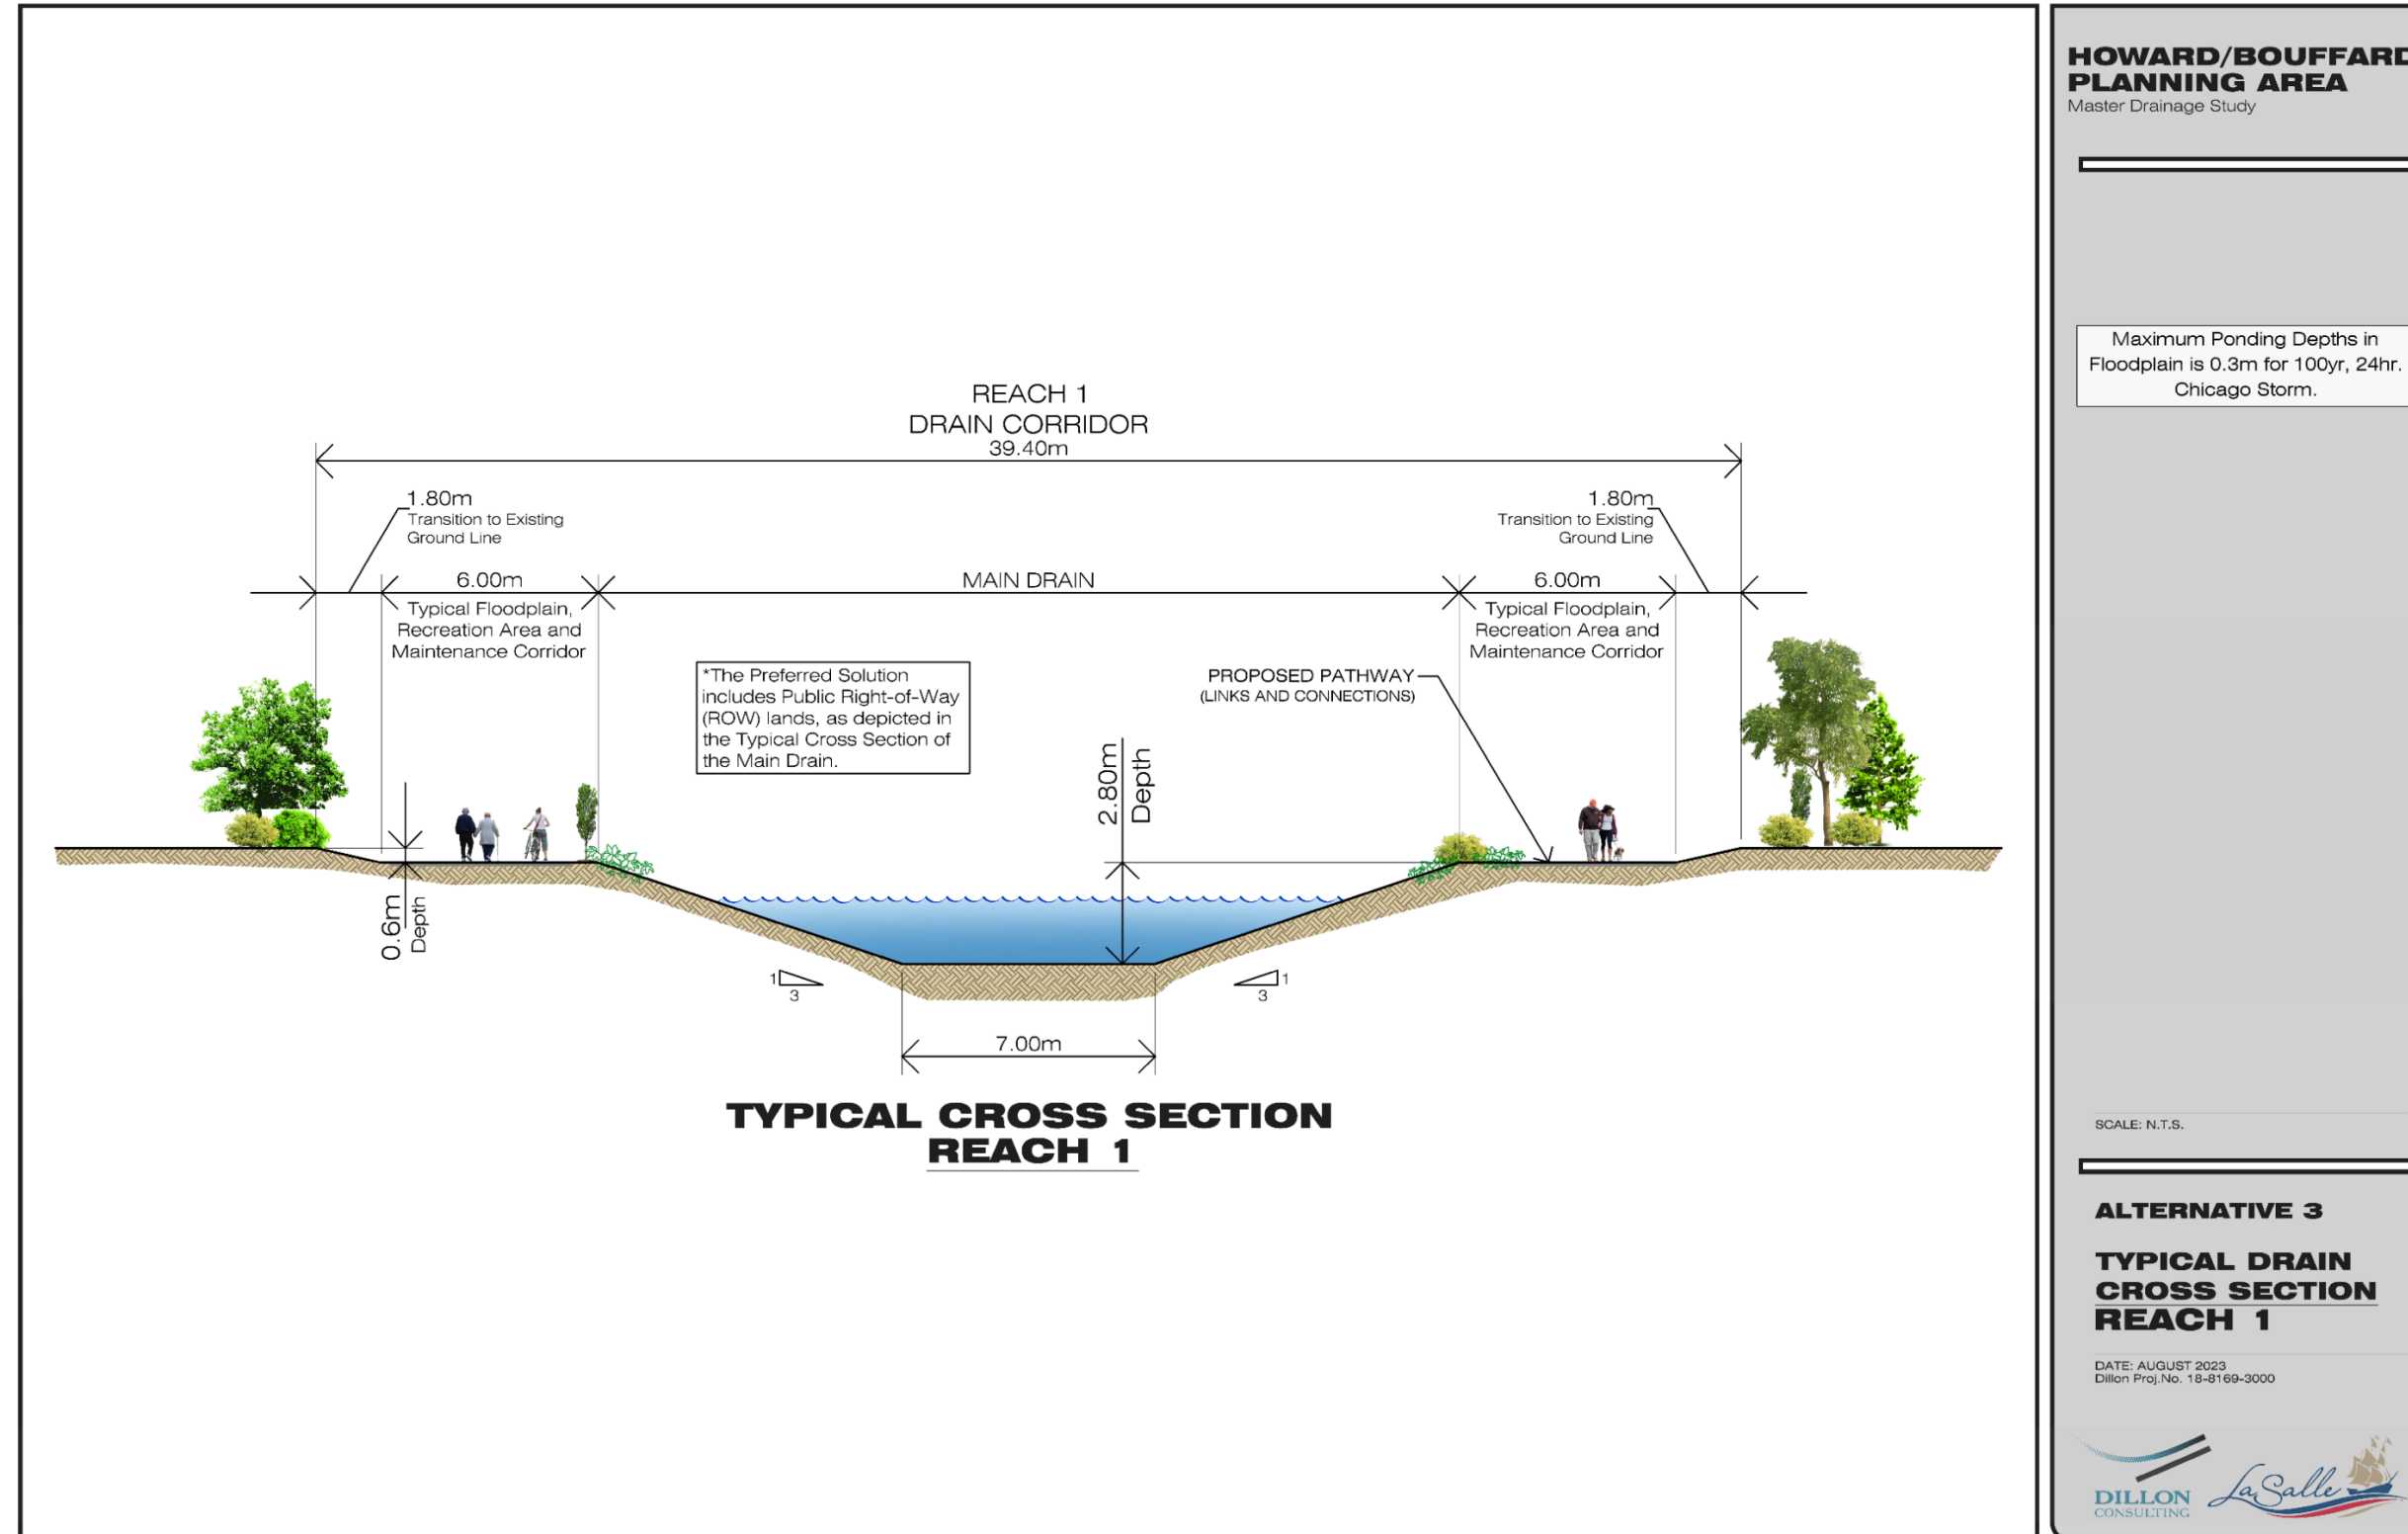 REACH 1
DRAIN CORRIDOR
39.40m
1.80m
Transition to Existing
Ground Line
1.80m
Transition to Existing
Ground Line
6.00m
MAIN DRAIN
6.00m
Typical Floodplain,
Recreation Area and
Maintenance Corridor
Typical Floodplain,
Recreation Area and
Maintenance Corridor
*The Preferred Solution
includes Public Right-of-Way
(ROW) lands, as depicted in
the Typical Cross Section of
the Main Drain.
PROPOSED PATHWAY
(LINKS AND CONNECTIONS)
2.80m
Depth
0.6m
Depth
1
3
1
3
7.00m
TYPICAL CROSS SECTION
REACH 1
HOWARD/BOUFFARD
PLANNING AREA
Master Drainage Study
Maximum Ponding Depths in
Floodplain is 0.3m for 100yr, 24hr.
Chicago Storm.
SCALE: N.T.S.
ALTERNATIVE 3
TYPICAL DRAIN
CROSS SECTION
REACH 1
DATE: AUGUST 2023
Dillon Proj.No. 18-8169-3000
DILLON
CONSULTING
LaSalle